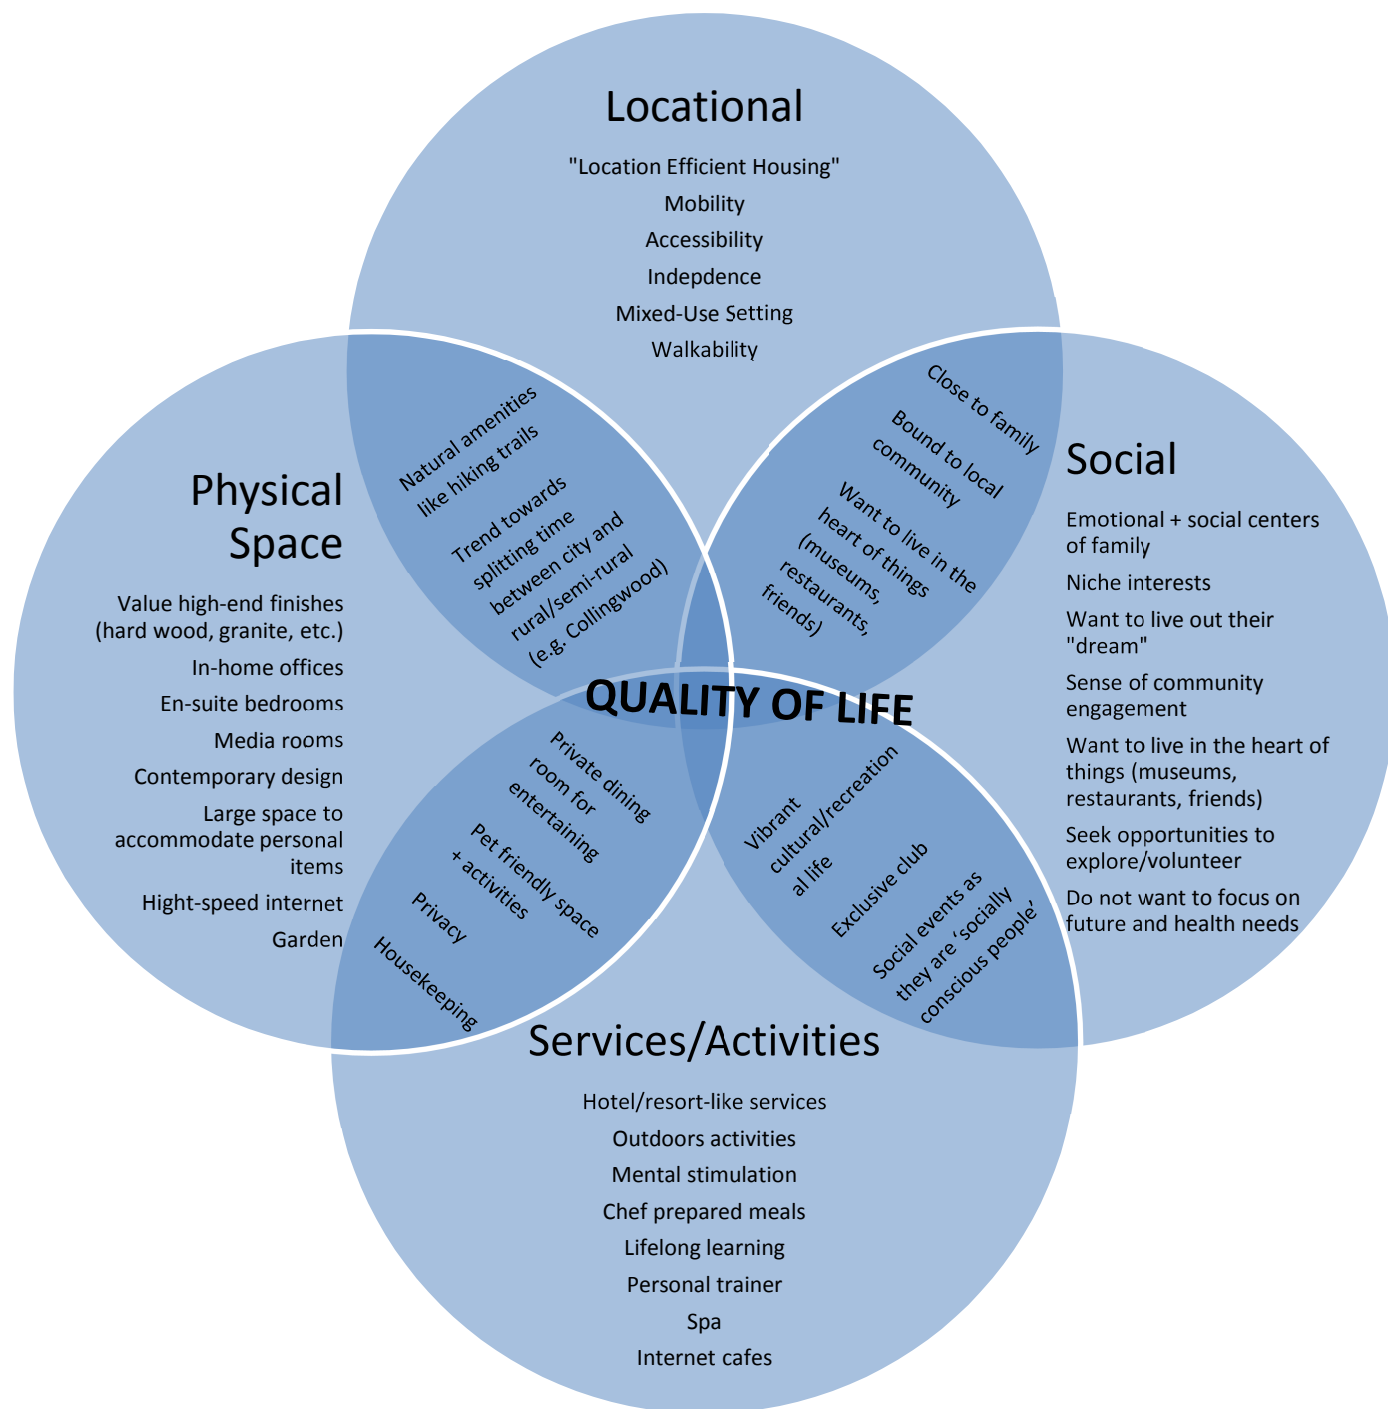 Locational
"Location Efficient Housing"
Mobility
Accessibility
Indepdence
Mixed-Use Setting
Walkability
Natural amenities
like hiking trails
Trend towards
splitting time
between city and
rural/semi-rural
(e.g. Collingwood)
Close to family
Bound to local
community
Want to live in the
heart of things
(museums,
restaurants,
friends)
Physical
Space
Value high-end finishes
(hard wood, granite, etc.)
In-home offices
En-suite bedrooms
Media rooms
Contemporary design
Large space to
accommodate personal
items
Hight-speed internet
Garden
Social
Emotional + social centers
of family
Niche interests
Want to live out their
"dream"
Sense of community
engagement
Want to live in the heart of
things (museums,
restaurants, friends)
Seek opportunities to
explore/volunteer
Do not want to focus on
future and health needs
QUALITY OF LIFE
Private dining
room for
entertaining
Pet friendly space
+ activities
Privacy
Housekeeping
Vibrant
cultural/recreation
al life
Exclusive club
Social events as
they are ‘socially
conscious people’
Services/Activities
Hotel/resort-like services
Outdoors activities
Mental stimulation
Chef prepared meals
Lifelong learning
Personal trainer
Spa
Internet cafes